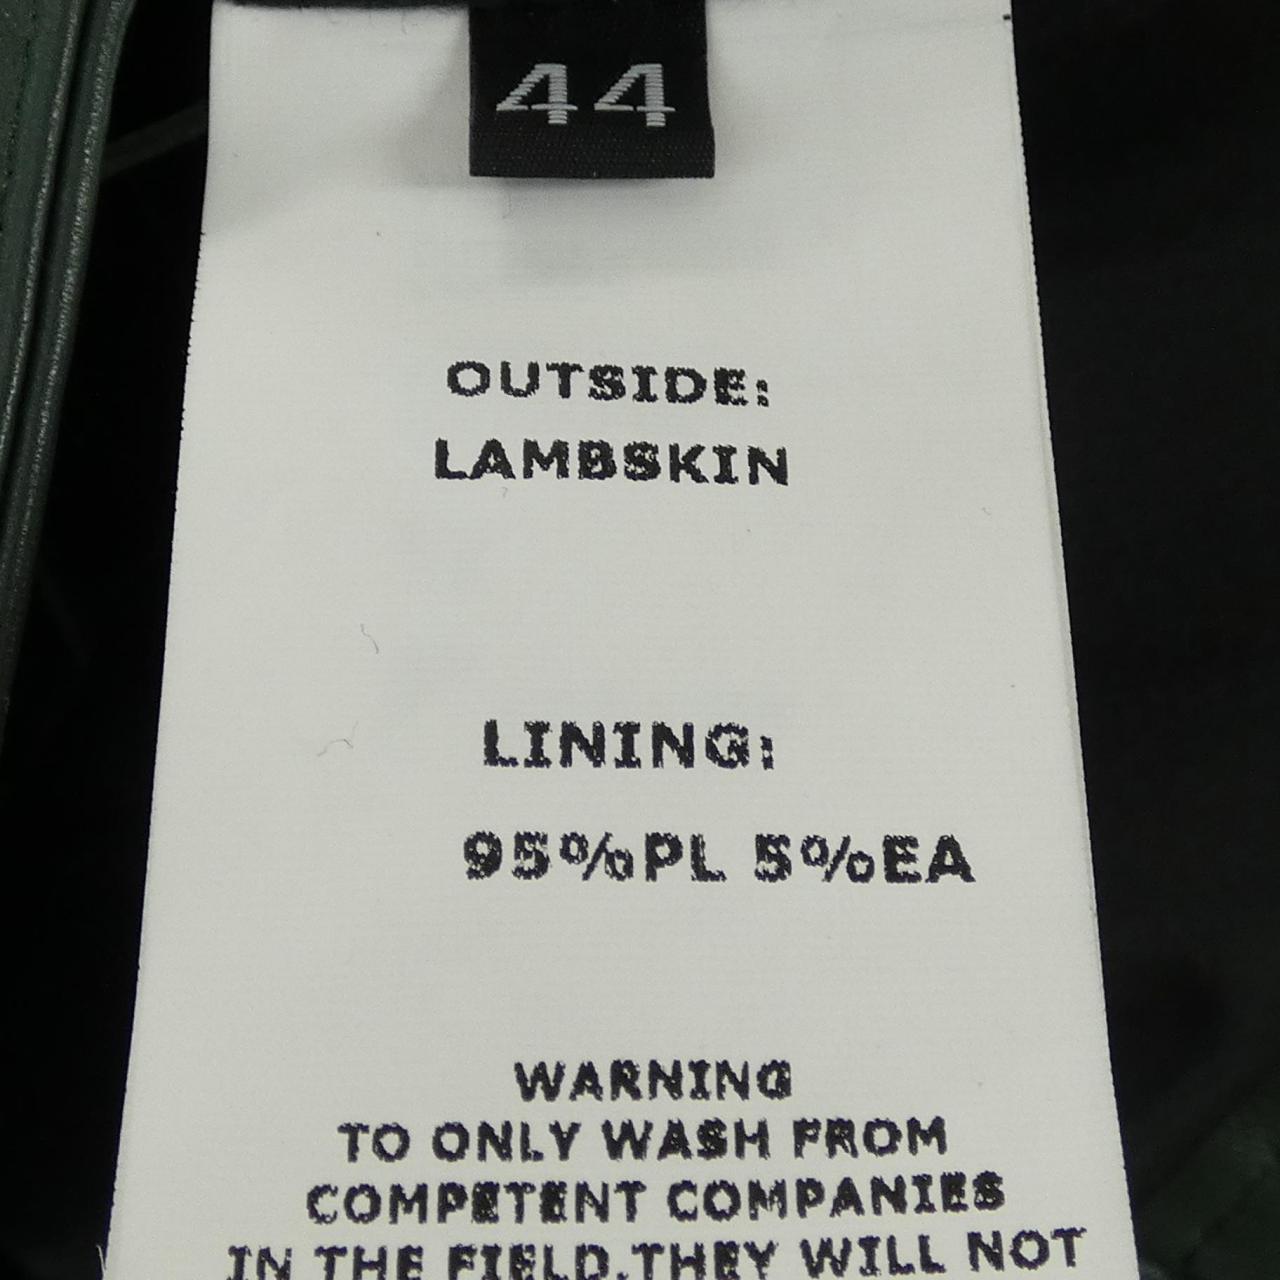 44
OUTSIDE:
LAMBSKIN
LINING:
95%PL 5%EA
WARNING
TO ONLY WASH FROM
COMPETENT COMPANIES
IN THE FIELD.THEY WILL NOT